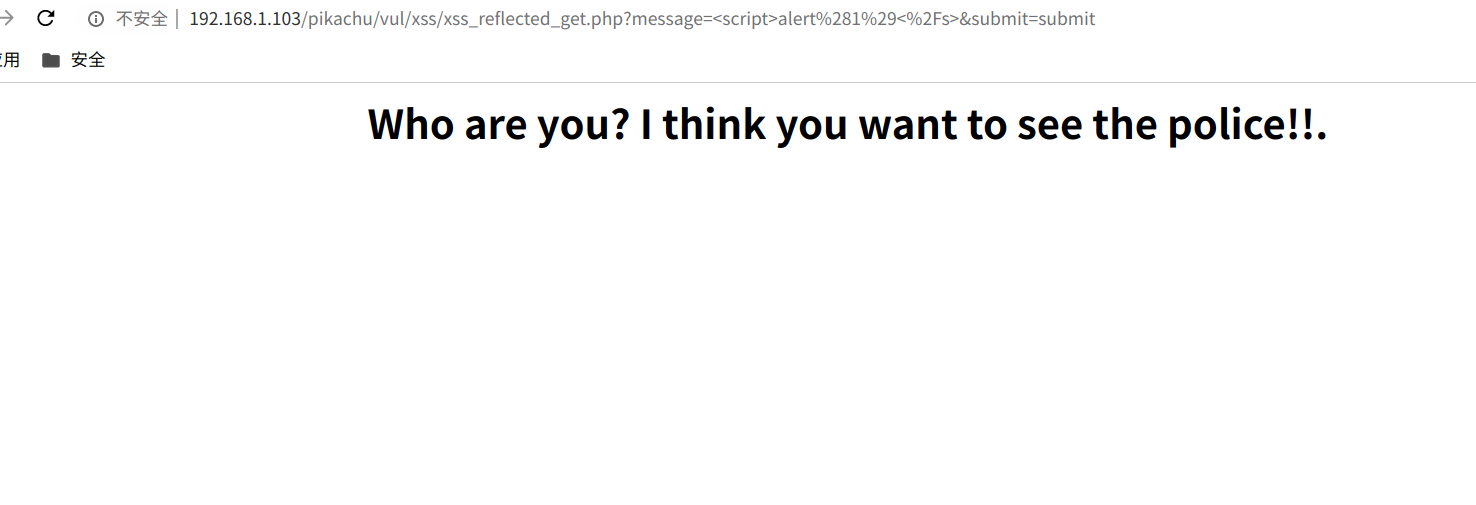 不安全 | 192.168.1.103/pikachu/vul/xss/xss_reflected_get.php?message=<script>alert%281%29<%2Fs>&submit=submit
用 安全
Who are you? I think you want to see the police!!.